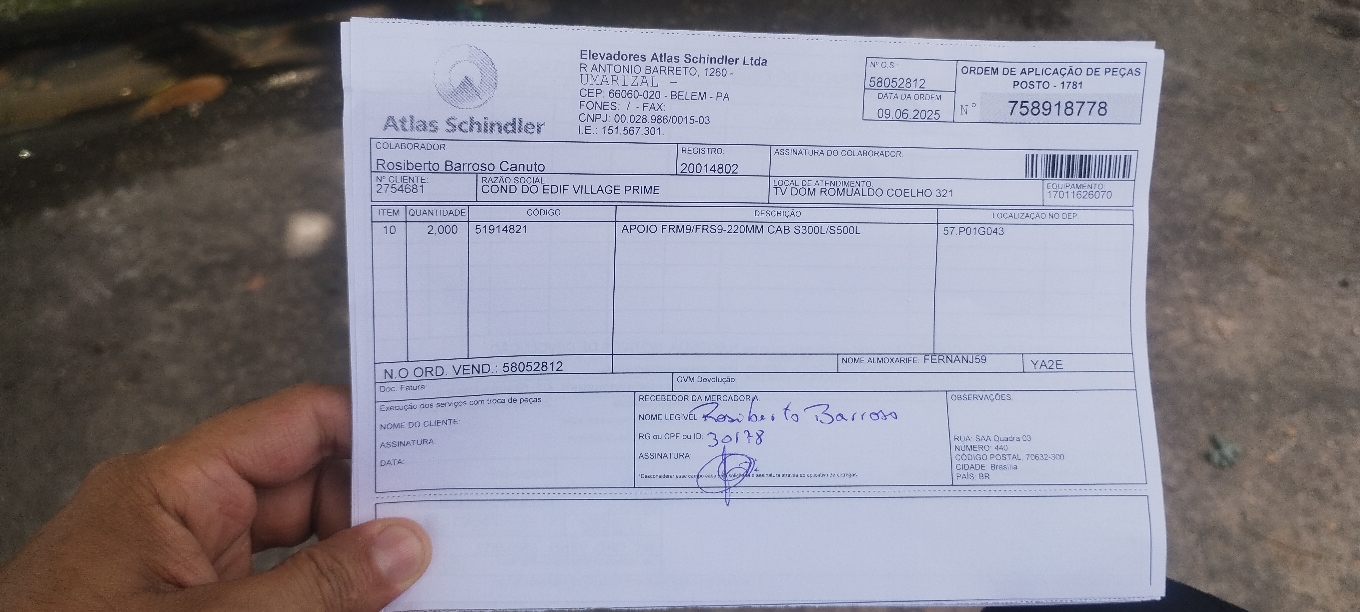 Atlas Schindler
Elevadores Atlas Schindler Ltda
R ANTONIO BARRETO, 1260 -
UMARIZAL -
CEP: 66060-020 - BELEM - PA
FONES: / - FAX:
CNPJ: 00.028.986/0015-03
I.E.: 151.567.301.
Nº O.S.
58052812
DATA DA ORDEM
09.06.2025
ORDEM DE APLICAÇÃO DE PEÇAS
POSTO - 1781
N° 758918778
COLABORADOR
Rosiberto Barroso Canuto
REGISTRO:
20014802
ASSINATURA DO COLABORADOR:
Nº CLIENTE:
2754681
RAZÃO SOCIAL
COND DO EDIF VILLAGE PRIME
LOCAL DE ATENDIMENTO
TV DOM ROMUALDO COELHO 321
EQUIPAMENTO:
17011626070
ITEM QUANTIDADE CÓDIGO DESCRIÇÃO LOCALIZAÇÃO NO DEP.
10 2,000 51914821 APOIO FRM9/FRS9-220MM CAB S300L/S500L 57.P01G043
N.O ORD. VEND.: 58052812
NOME ALMOXARIFE: FERNANJ59
YA2E
Doc. Fatura
GVM Devolução
Execução dos serviços com troca de peças
NOME DO CLIENTE:
ASSINATURA:
DATA:
RECEBEDOR DA MERCADORIA:
NOME LEGÍVEL: Rosiberto Barroso
RG ou CPF ou ID: 30178
ASSINATURA:
OBSERVAÇÕES:
RUA: SAA Quadra 03
NUMERO: 440
CÓDIGO POSTAL: 70632-300
CIDADE: Brasilia
PAÍS: BR